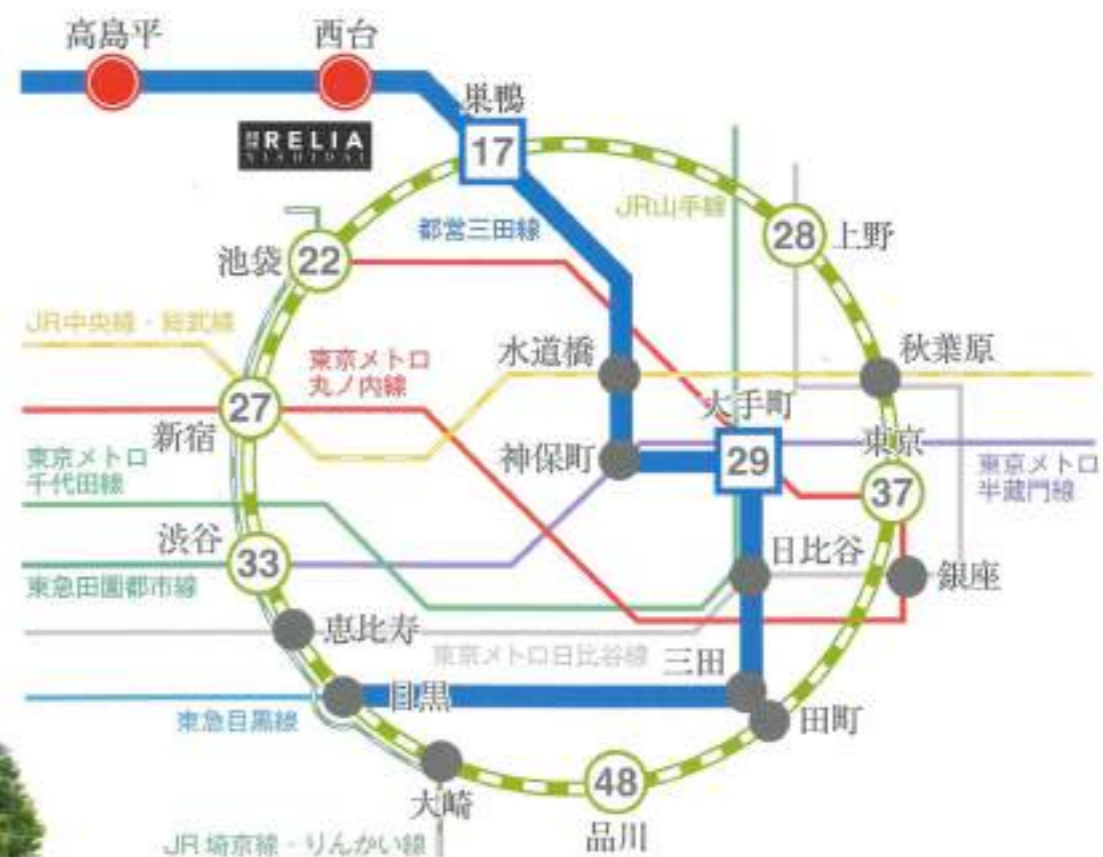 高島平
西台
巣鴨
17
RELIA
NISHIDAI
都営三田線
JR山手線
28
上野
池袋
22
JR中央線・総武線
東京メトロ
丸ノ内線
水道橋
秋葉原
27
新宿
大手町
29
神保町
東京
37
東京メトロ
半蔵門線
東京メトロ
千代田線
渋谷
33
東急田園都市線
日比谷
銀座
恵比寿
東京メトロ日比谷線
三田
目黒
東急目黒線
田町
大崎
48
品川
JR埼京線・りんかい線